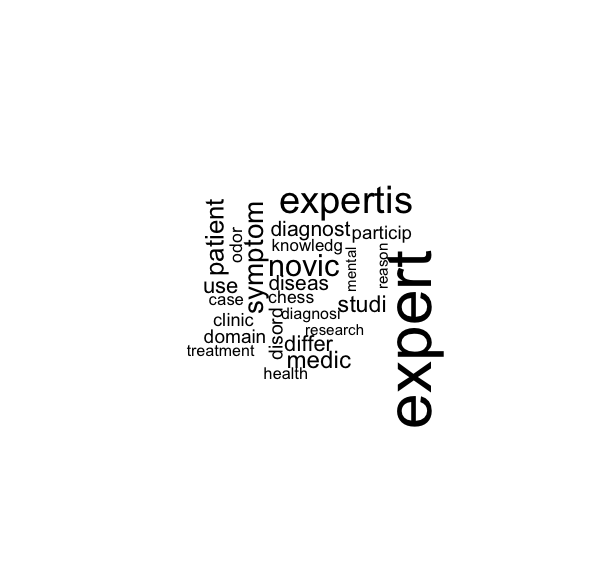 expertis
patient
symptom
odor
diagnost
particip
knowledg
novic
mental
reason
expert
use
diseas
case
chess
studi
diagnosi
clinic
disord
research
domain
differ
treatment
medic
health